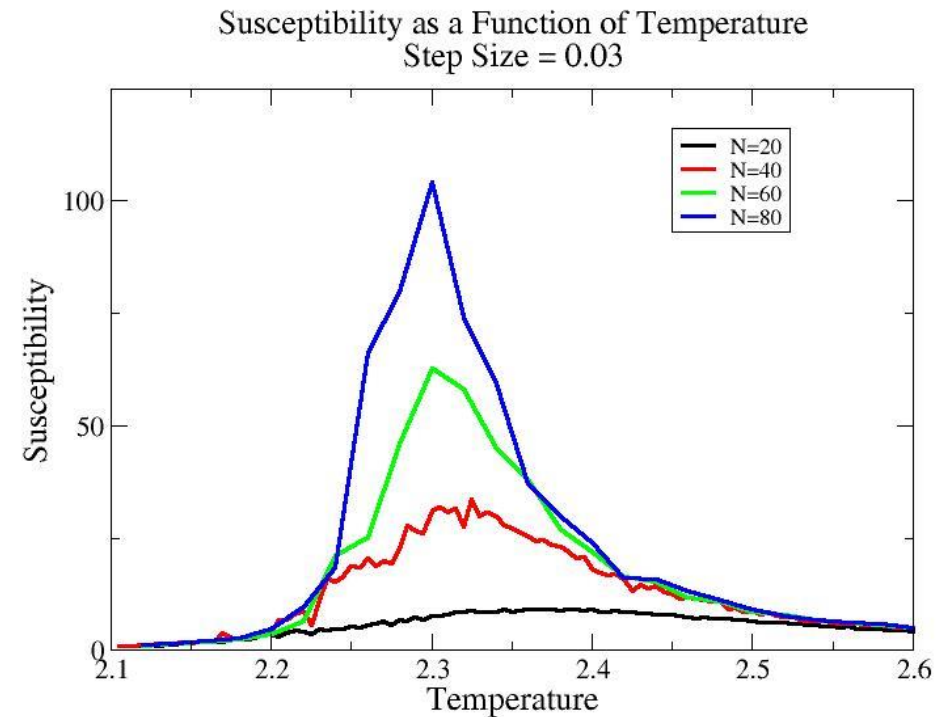 Susceptibility as a Function of Temperature
Step Size = 0.03
N=20
N=40
N=60
N=80
100
50
0
Susceptibility
2.1
2.2
2.3
2.4
2.5
2.6
Temperature